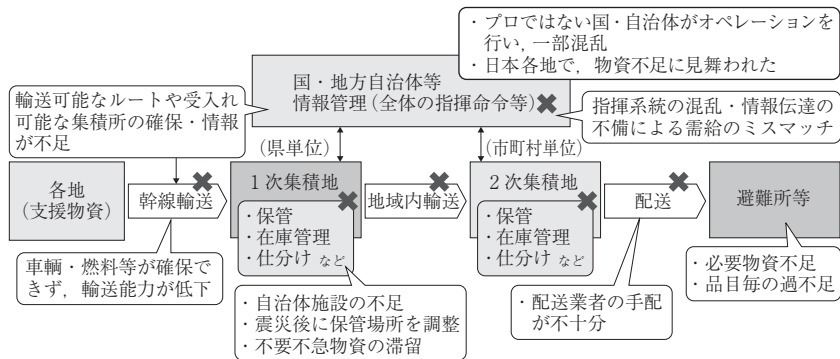 ・プロではない国・自治体がオペレーションを
行い，一部混乱
・日本各地で，物資不足に見舞われた
国・地方自治体等
情報管理（全体の指揮命令等）
輸送可能なルートや受入れ
可能な集積所の確保・情報
が不足
指揮系統の混乱・情報伝達の
不備による需給のミスマッチ
（県単位）
（市町村単位）
各地
（支援物資）
幹線輸送
1次集積地
・保管
・在庫管理
・仕分け など
地域内輸送
2次集積地
・保管
・在庫管理
・仕分け など
配送
避難所等
車輌・燃料等が確保で
きず，輸送能力が低下
・自治体施設の不足
・震災後に保管場所を調整
・不要不急物資の滞留
・配送業者の手配
が不十分
・必要物資不足
・品目毎の過不足